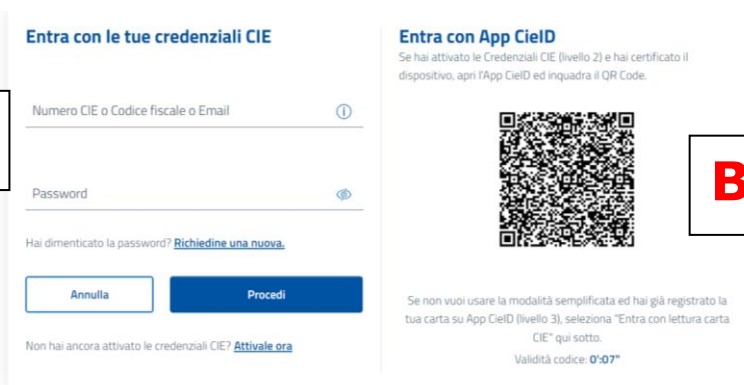 Entra con le tue credenziali CIE
Numero CIE o Codice fiscale o Email
Password
Hai dimenticato la password? Richiedine una nuova.
Annulla
Procedi
Non hai ancora attivato le credenziali CIE? Attivale ora
Entra con App CieID
Se hai attivato le Credenziali CIE (livello 2) e hai certificato il
dispositivo, apri l'App CieID ed inquadra il QR Code.
B
Se non vuoi usare la modalità semplificata ed hai già registrato la
tua carta su App CieID (livello 3), seleziona "Entra con lettura carta
CIE" qui sotto.
Validità codice: 0':07"